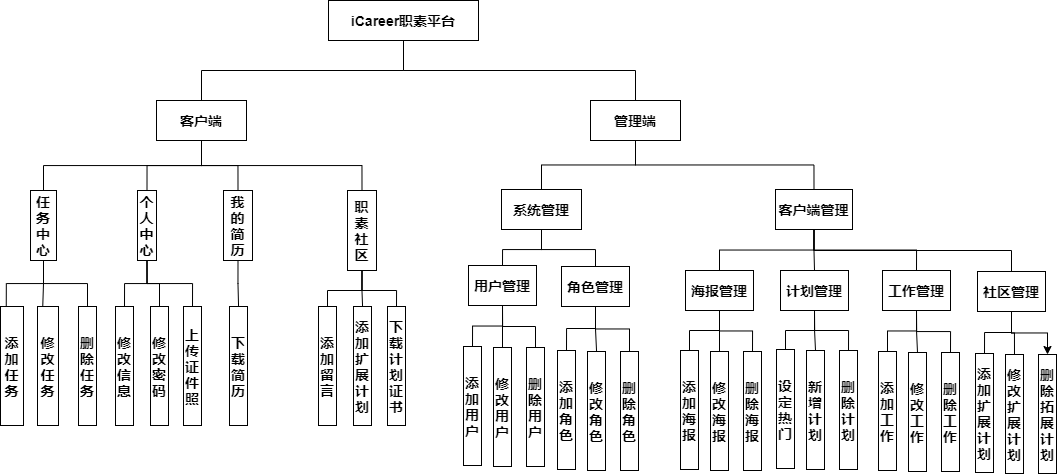 iCareer职素平台
客户端
管理端
任务中心
个人中心
我的简历
职素社区
系统管理
客户端管理
用户管理
角色管理
海报管理
计划管理
工作管理
社区管理
添加任务
修改任务
删除任务
修改信息
修改密码
上传证件照
下载简历
添加留言
添加扩展计划
下载计划证书
添加用户
修改用户
删除用户
添加角色
修改角色
删除角色
添加海报
修改海报
删除海报
设定热门
新增计划
删除计划
添加工作
修改工作
删除工作
添加扩展计划
修改扩展计划
删除拓展计划